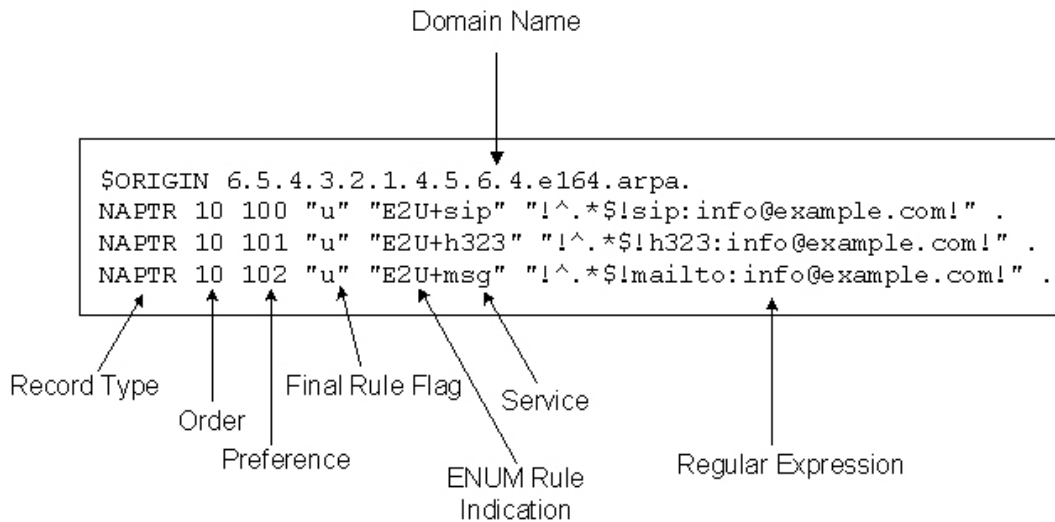 Domain Name
$ORIGIN 6.5.4.3.2.1.4.5.6.4.e164.arpa.
NAPTR 10 100 "u" "E2U+sip" "!^.*$!sip:info@example.com!" .
NAPTR 10 101 "u" "E2U+h323" "!^.*$!h323:info@example.com!" .
NAPTR 10 102 "u" "E2U+msg" "!^.*$!mailto:info@example.com!" .
Record Type
Order
Preference
Final Rule Flag
ENUM Rule
Indication
Service
Regular Expression